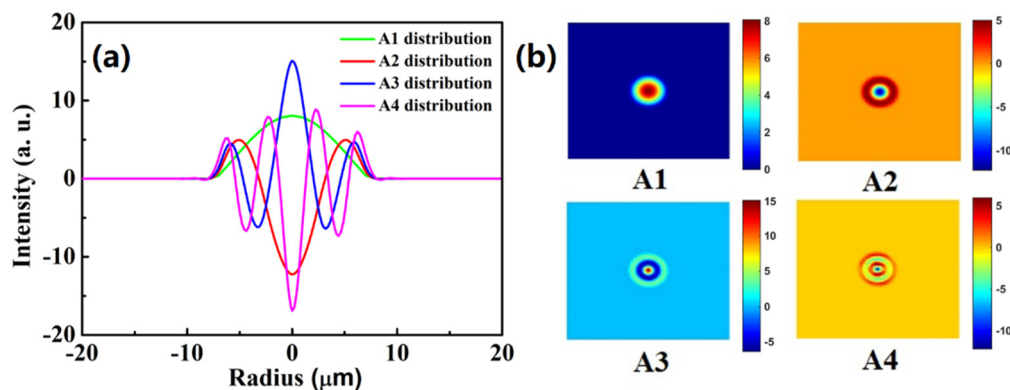 (a)
A1 distribution
A2 distribution
A3 distribution
A4 distribution
Intensity (a. u.)
20
10
0
-10
-20
-20 -10 0 10 20
Radius (μm)
(b)
8
6
4
2
0
A1
5
0
-5
-10
A2
15
10
5
0
-5
A3
5
0
-5
-10
A4